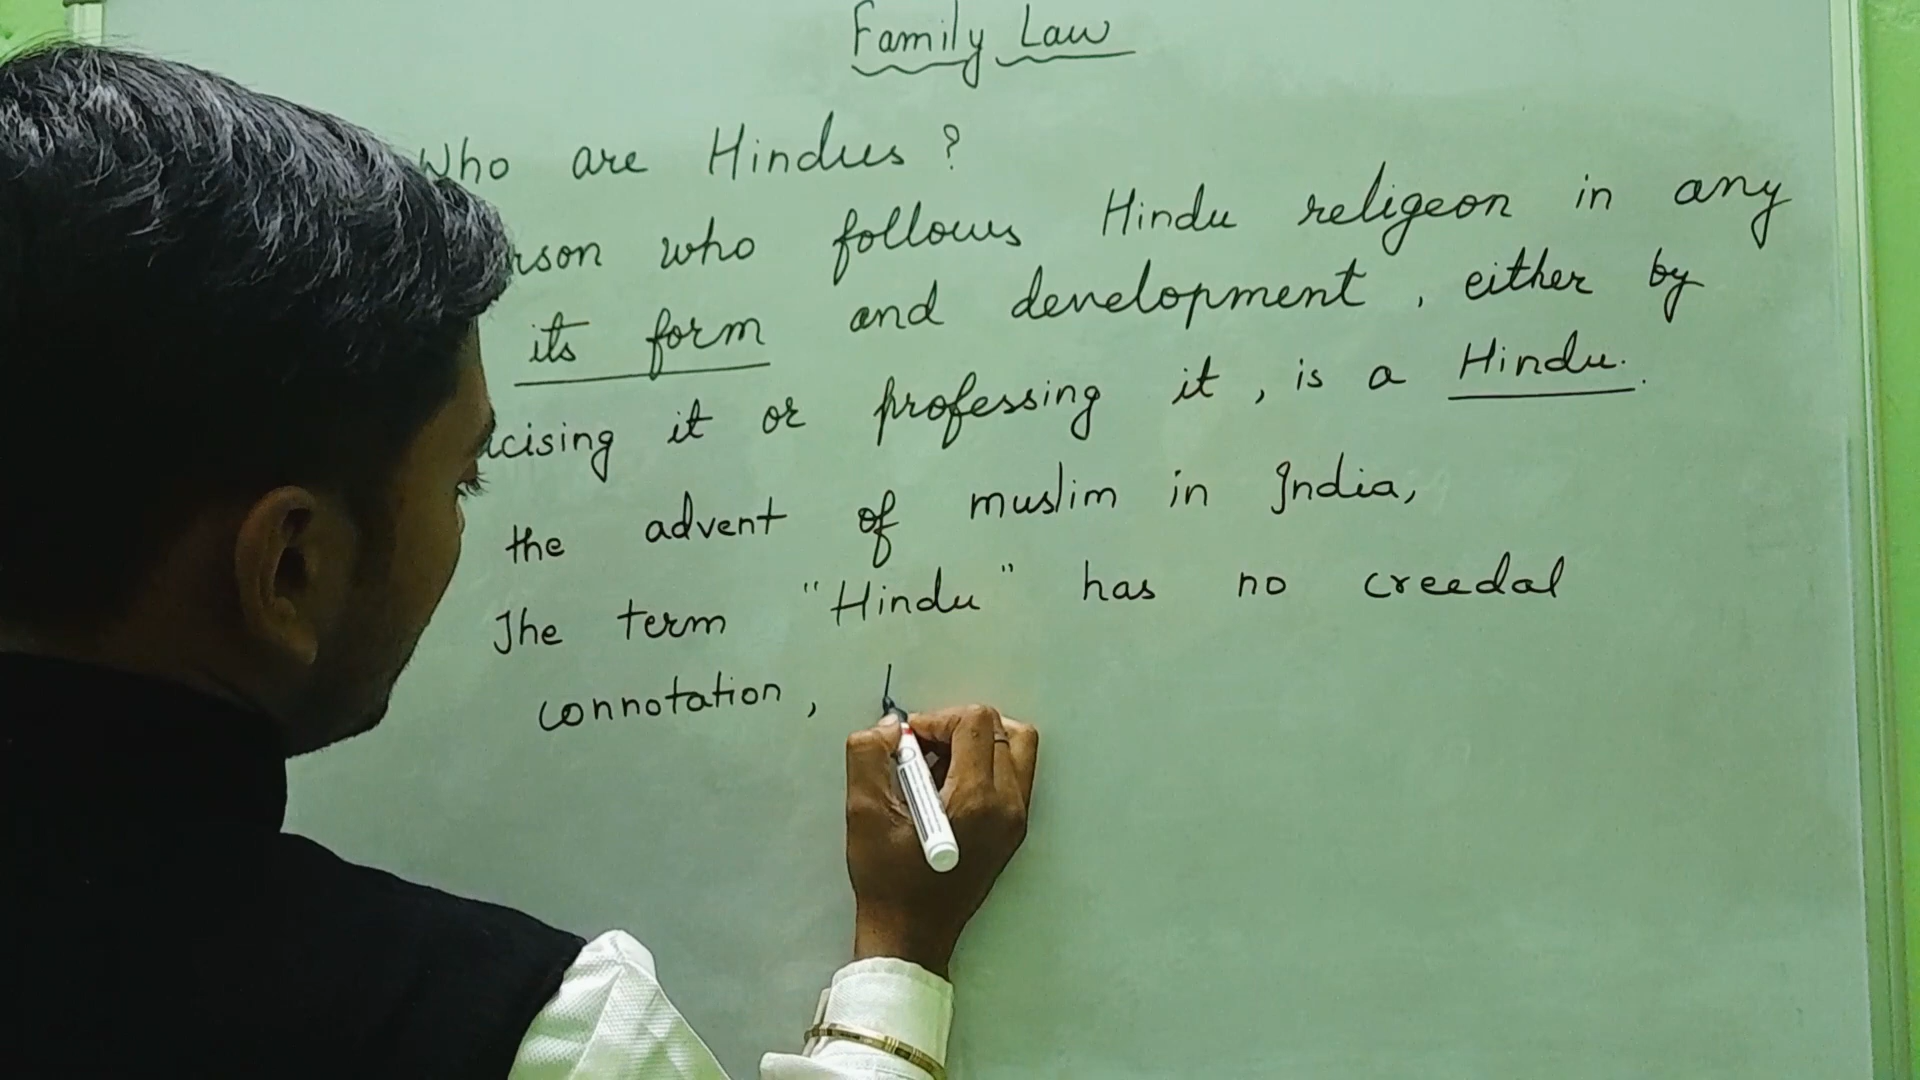 Family Law
Who are Hindus ?
rson who follows Hindu religeon in any
its form and development, either by
cising it or professing it, is a Hindu.
the advent of muslim in India,
The term "Hindu" has no creedal
connotation,